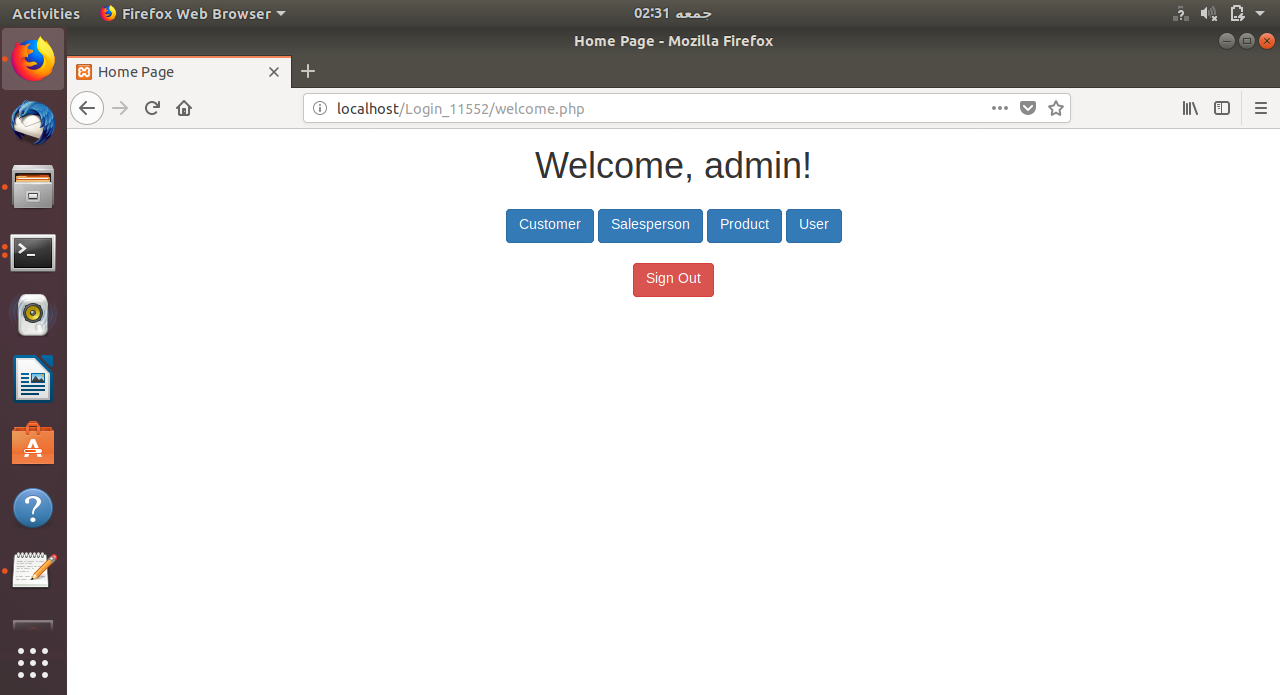 Activities Firefox Web Browser جمعه 02:31
Home Page - Mozilla Firefox
Home Page
localhost/Login_11552/welcome.php
Welcome, admin!
Customer Salesperson Product User
Sign Out